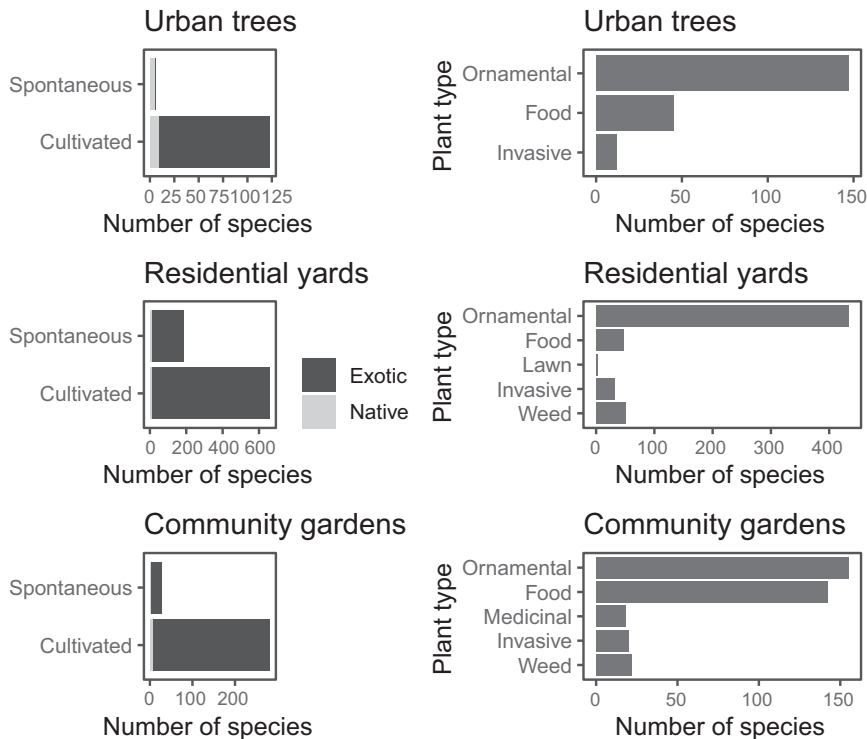 Urban trees
Spontaneous
Cultivated
0 25 50 75 100 125
Number of species
Urban trees
Plant type
Ornamental
Food
Invasive
0 50 100 150
Number of species
Residential yards
Spontaneous
Cultivated
0 200 400 600
Number of species
Exotic
Native
Residential yards
Plant type
Ornamental
Food
Lawn
Invasive
Weed
0 100 200 300 400
Number of species
Community gardens
Spontaneous
Cultivated
0 100 200
Number of species
Community gardens
Plant type
Ornamental
Food
Medicinal
Invasive
Weed
0 50 100 150
Number of species